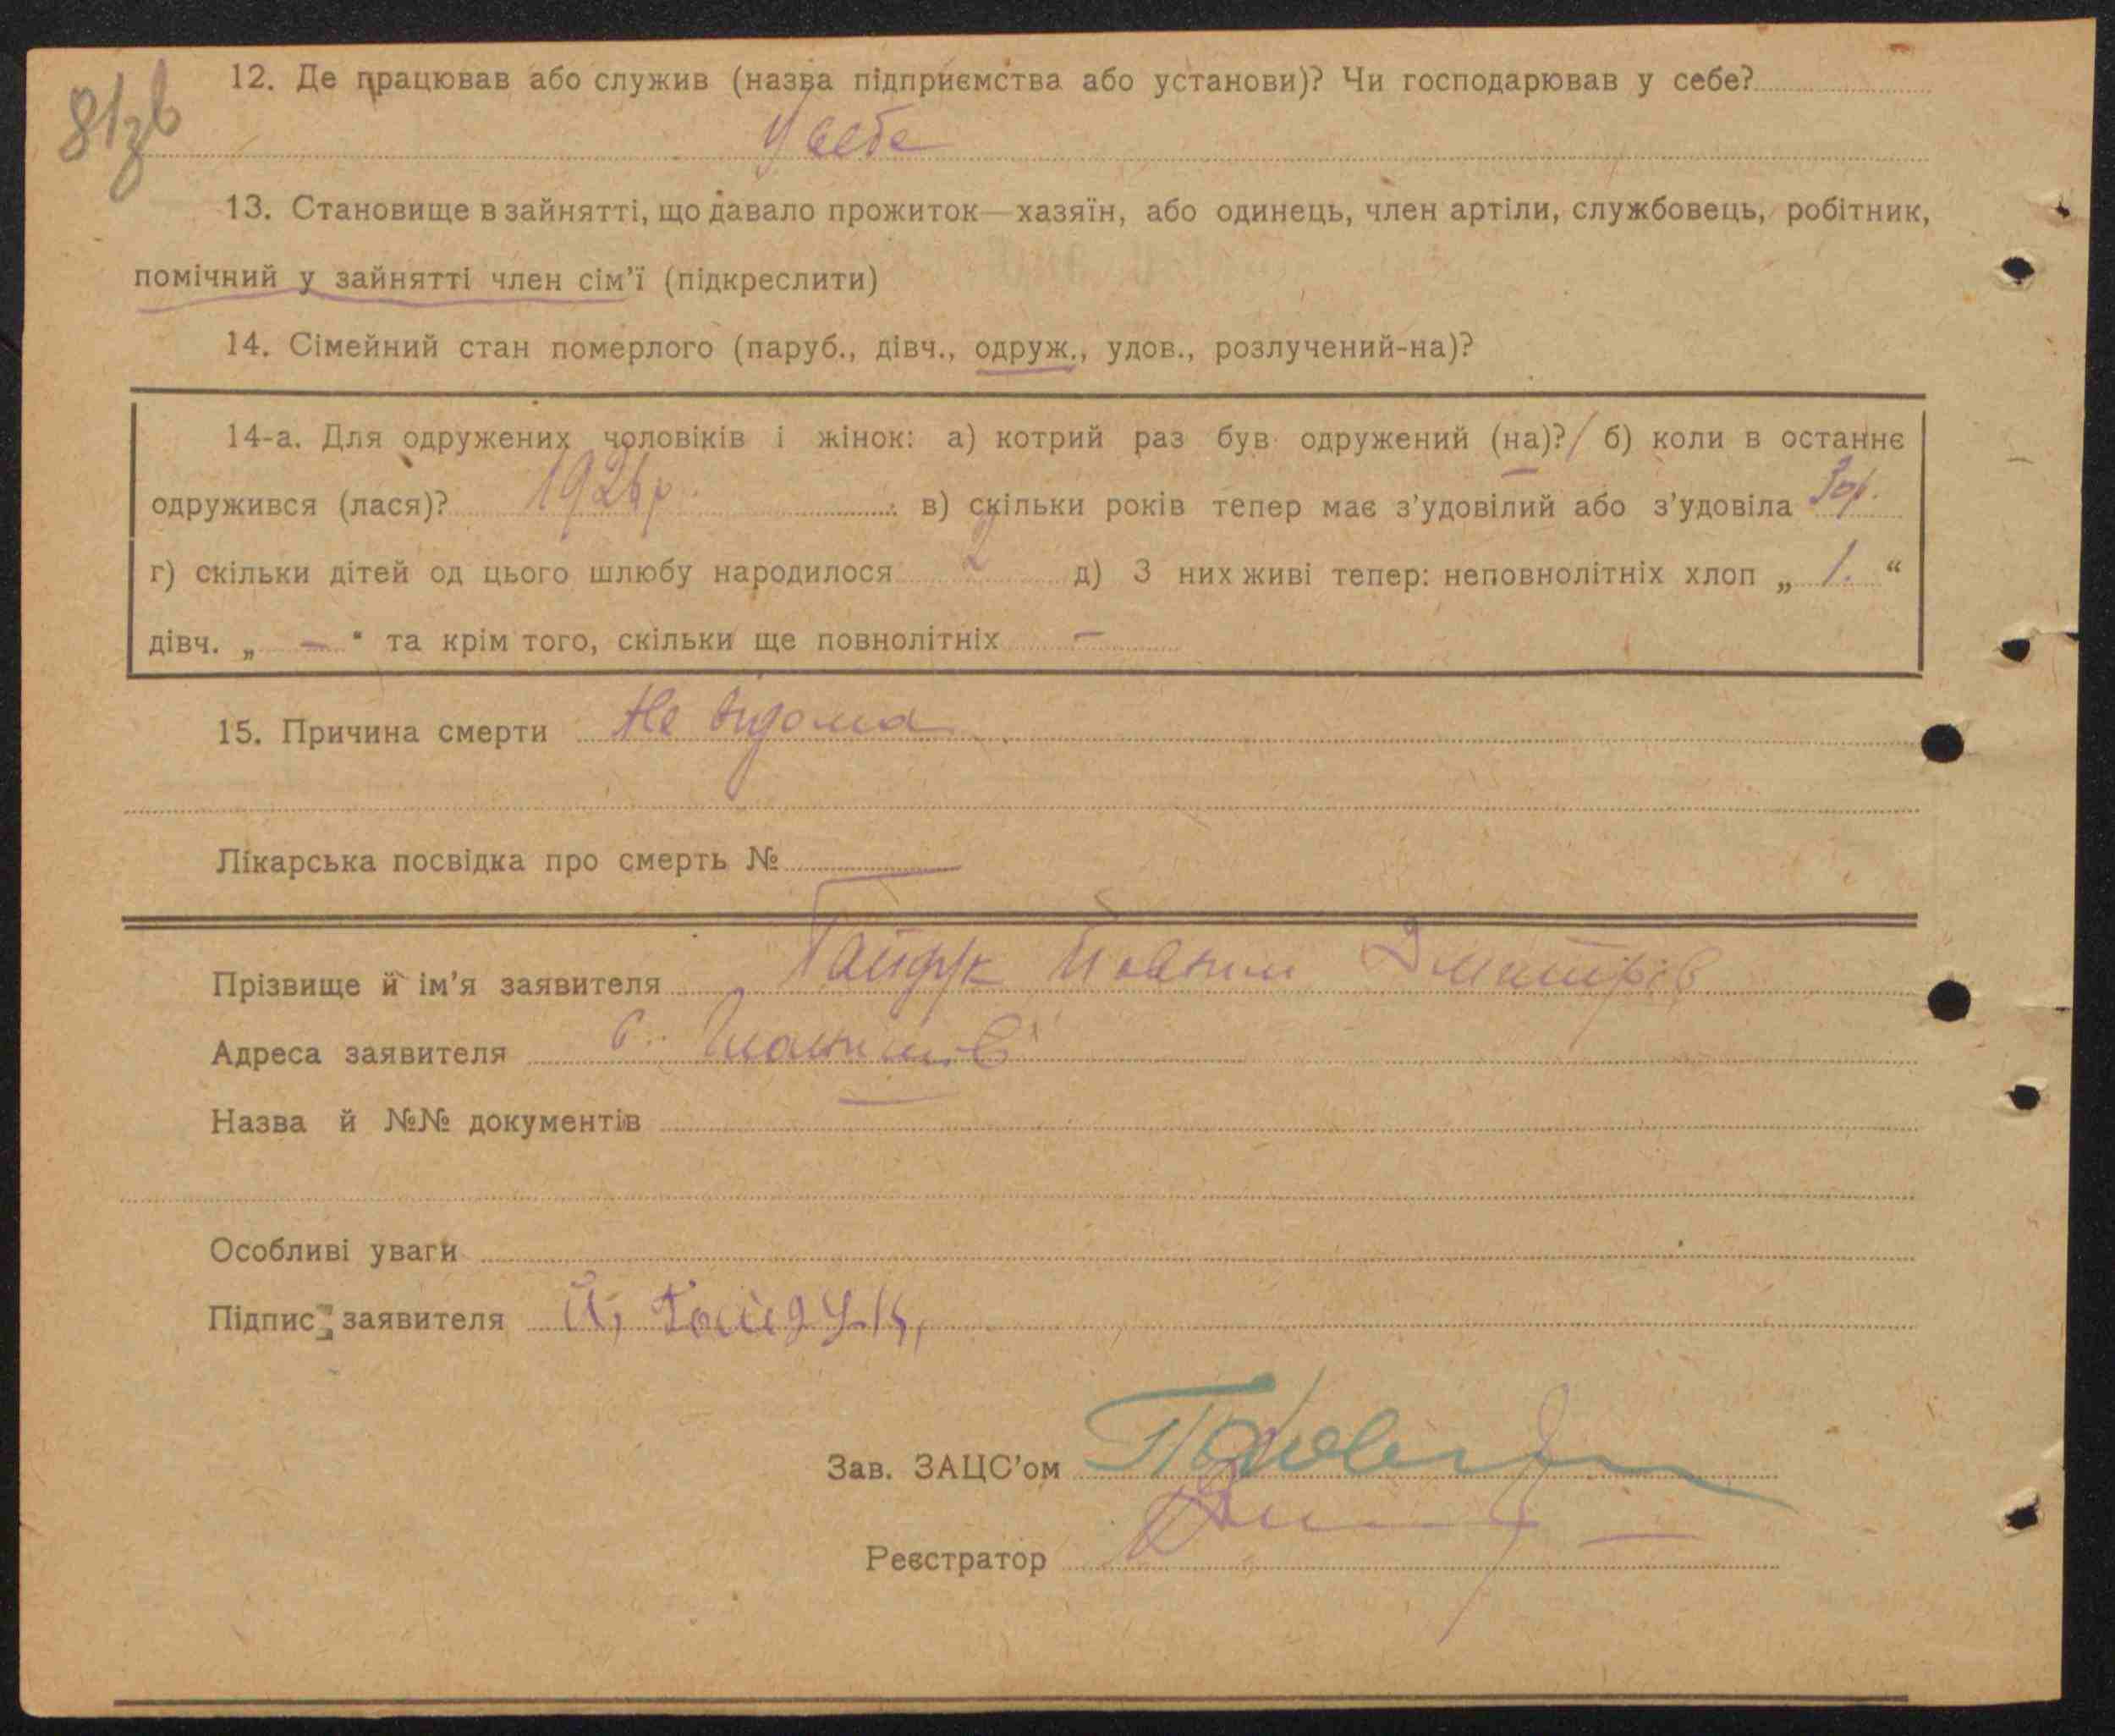 81зв
12. Де працював або служив (назва підприємства або установи)? Чи господарював у себе?
У себе
13. Становище в зайнятті, що давало прожиток—хазяїн, або одинець, член артіли, службовець, робітник,
помічний у зайнятті член сім'ї (підкреслити)
14. Сімейний стан померлого (паруб., дівч., одруж., удов., розлучений-на)?
14-а. Для одружених чоловіків і жінок: а) котрий раз був одружений (на)? / б) коли в останнє
одружився (лася)? 1926 р. в) скільки років тепер має з'удовілий або з'удовіла 30р.
г) скільки дітей од цього шлюбу народилося 2 д) З них живі тепер: неповнолітніх хлоп „ 1. “
дівч. „ — “ та крім того, скільки ще повнолітніх —
15. Причина смерти Не відома
Лікарська посвідка про смерть № —
Прізвище й ім'я заявителя Гайдук Дмитрів
Адреса заявителя с.
Назва й №№ документів
Особливі уваги
Підпис заявителя Й, Гайдук,
Зав. ЗАЦС'ом
Реєстратор